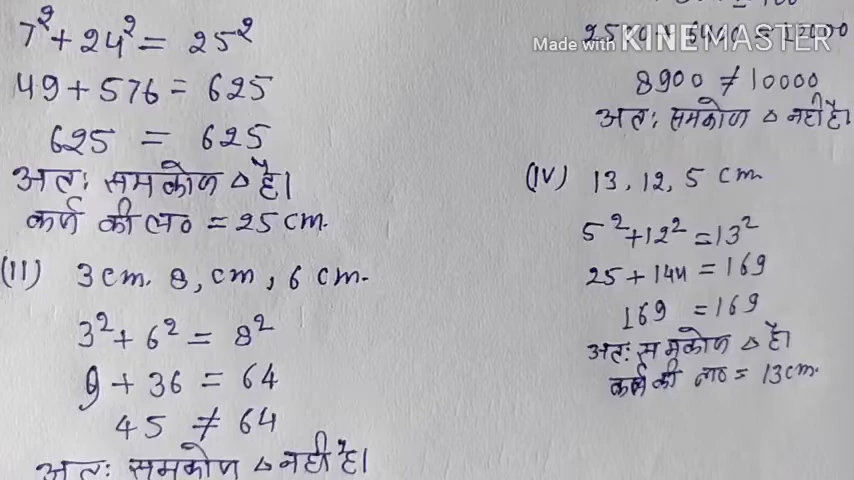 7² + 24² = 25²
49 + 576 = 625
625 = 625
अतः समकोण △ है।
कर्ण की ल० = 25 cm.
(II) 3 cm. 8, cm, 6 cm.
3² + 6² = 8²
9 + 36 = 64
45 ≠ 64
अतः समकोण △ नही है।
Made with KINEMASTER
8900 ≠ 10000
अतः समकोण △ नही है।
(IV) 13, 12, 5 cm
5² + 12² = 13²
25 + 144 = 169
169 = 169
अतः समकोण △ है।
कर्ण की ल० = 13 cm.